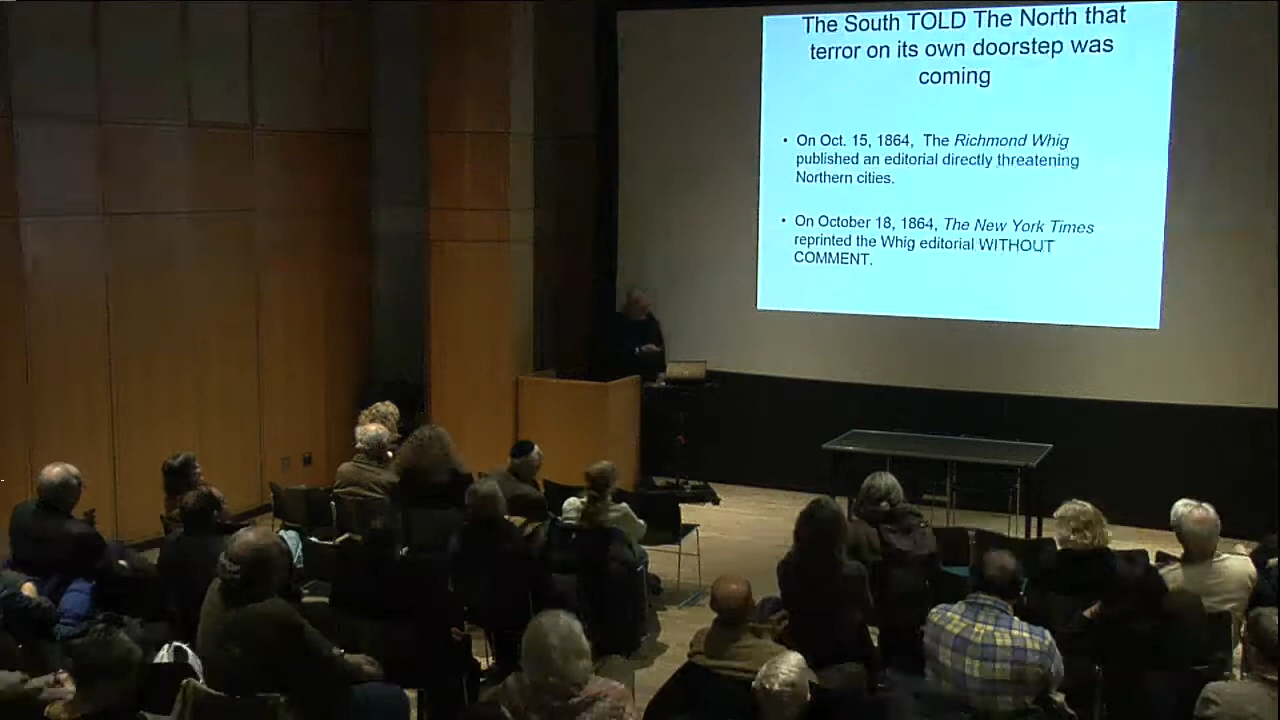 The South TOLD The North that
terror on its own doorstep was
coming
• On Oct. 15, 1864, The Richmond Whig
published an editorial directly threatening
Northern cities.
• On October 18, 1864, The New York Times
reprinted the Whig editorial WITHOUT
COMMENT.